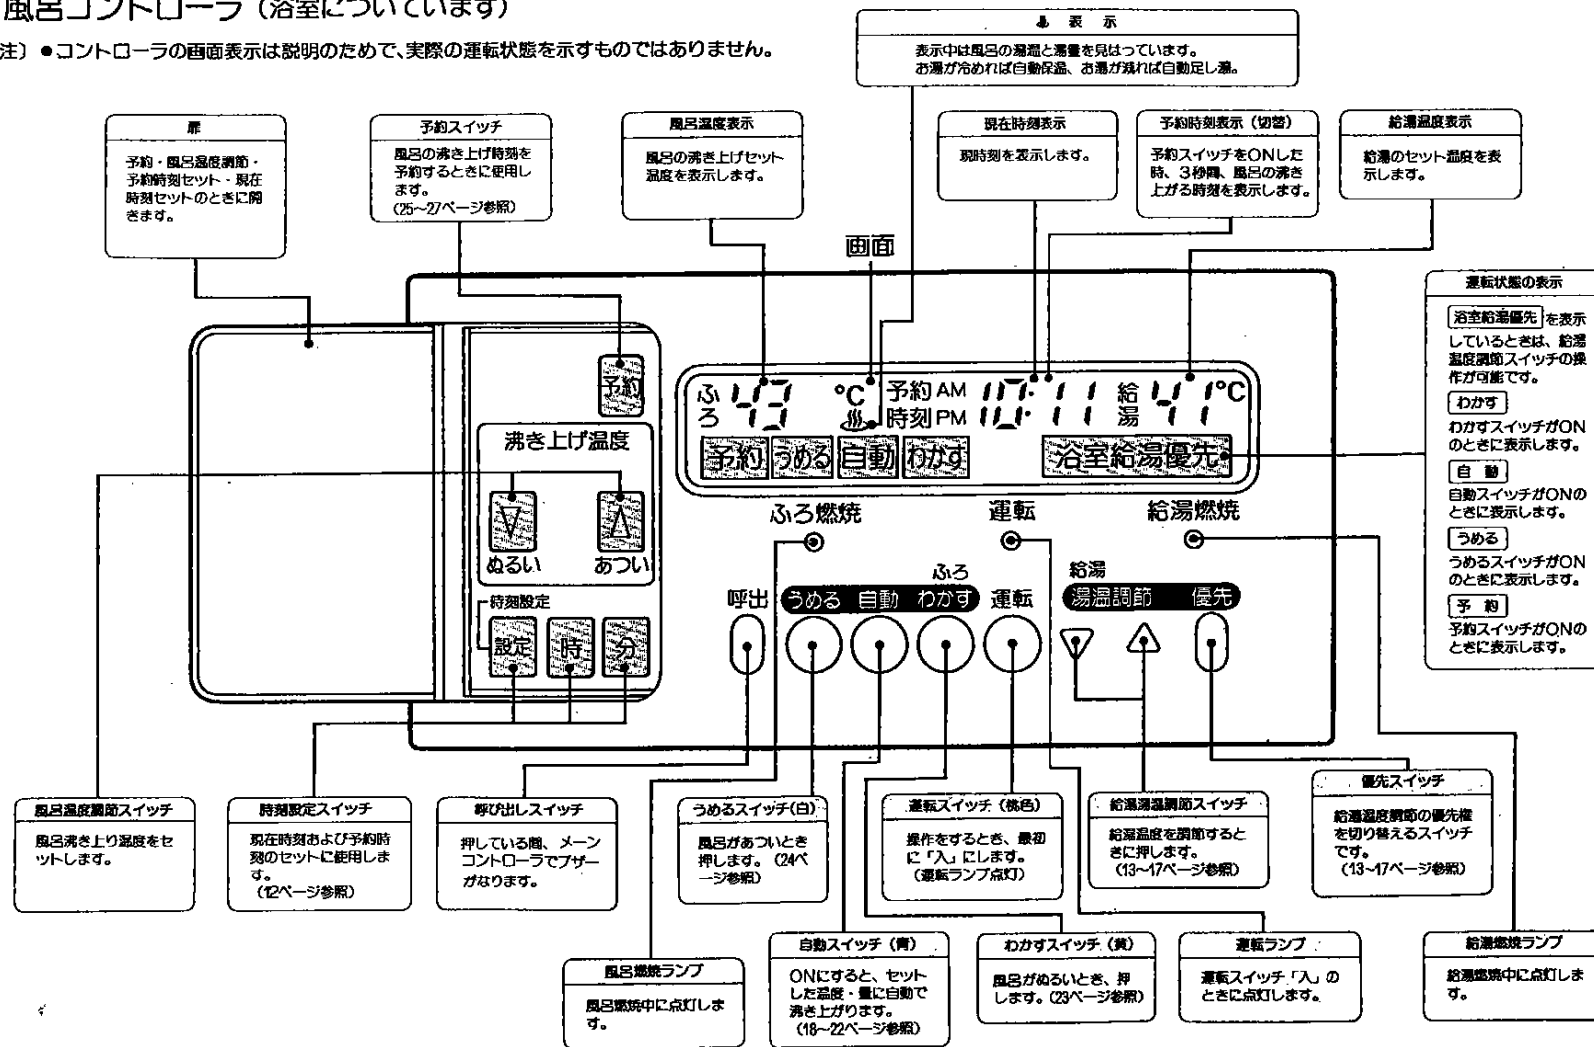 風呂コントローラ（浴室についています）
注）●コントローラの画面表示は説明のためで、実際の運転状態を示すものではありません。
表示
表示中は風呂の湯温と湯量を見はっています。
お湯が冷めれば自動保温、お湯が減れば自動足し湯。
扉
予約・風呂温度調節・
予約時刻セット・現在
時刻セットのときに開
きます。
予約スイッチ
風呂の沸き上げ時刻を
予約するときに使用し
ます。
（25～27ページ参照）
風呂温度表示
風呂の沸き上げセット
温度を表示します。
現在時刻表示
現時刻を表示します。
予約時刻表示（切替）
予約スイッチをONした
時、3秒間、風呂の沸き
上がる時刻を表示します。
給湯温度表示
給湯のセット温度を表
示します。
画面
運転状態の表示
浴室給湯優先を表示
しているときは、給湯
温度調節スイッチの操
作が可能です。
わかす
わかすスイッチがON
のときに表示します。
自動
自動スイッチがONの
ときに表示します。
うめる
うめるスイッチがON
のときに表示します。
予約
予約スイッチがONの
ときに表示します。
予約
沸き上げ温度
▽ △
ぬるい あつい
時刻設定
設定 時 分
ふろ 43 ℃ 予約 AM 時刻 PM 10:11 給湯 41℃
予約 うめる 自動 わかす 浴室給湯優先
ふろ燃焼 運転 給湯燃焼
ふろ 給湯
呼出 うめる 自動 わかす 運転 湯温調節 優先
風呂温度調節スイッチ
風呂沸き上り温度をセ
ットします。
時刻設定スイッチ
現在時刻および予約時
刻のセットに使用しま
す。
（12ページ参照）
呼び出しスイッチ
押している間、メーン
コントローラでブザー
がなります。
うめるスイッチ（白）
風呂があついとき
押します。（24ペ
ージ参照）
運転スイッチ（桃色）
操作をするとき、最初
に「入」にします。
（運転ランプ点灯）
給湯湯温調節スイッチ
給湯温度を調節すると
きに押します。
（13～17ページ参照）
優先スイッチ
給湯温度調節の優先権
を切り替えるスイッチ
です。
（13～17ページ参照）
風呂燃焼ランプ
風呂燃焼中に点灯しま
す。
自動スイッチ（青）
ONにすると、セット
した温度・量に自動で
沸き上がります。
（18～22ページ参照）
わかすスイッチ（黄）
風呂がぬるいとき、押
します。（23ページ参照）
運転ランプ
運転スイッチ「入」の
ときに点灯します。
給湯燃焼ランプ
給湯燃焼中に点灯しま
す。